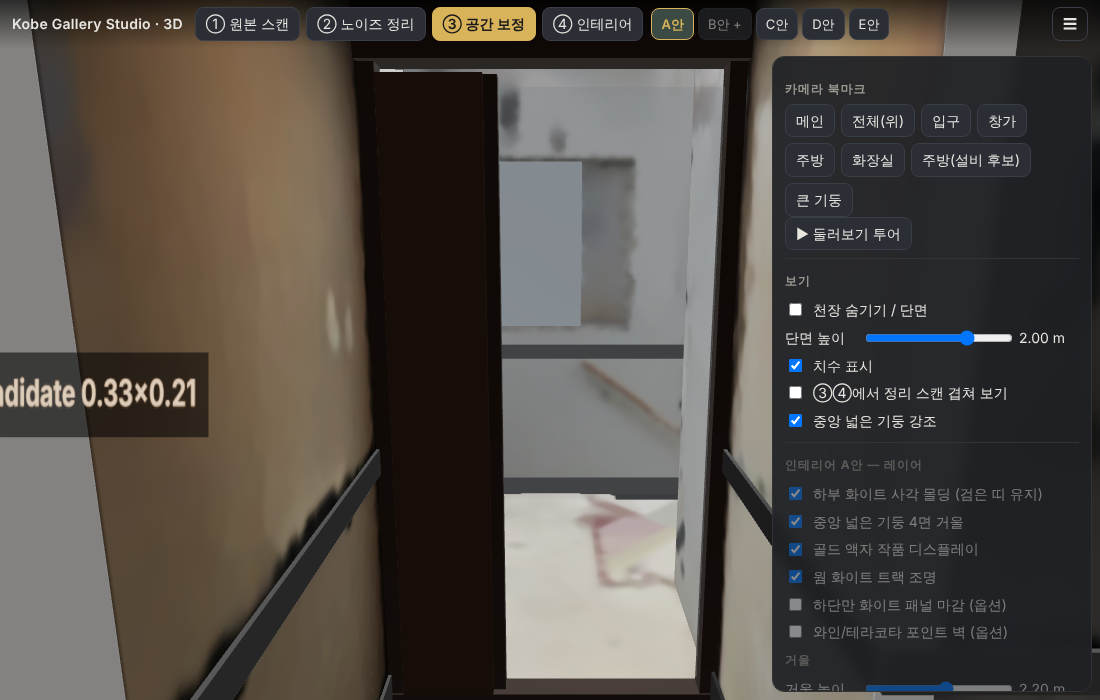 Kobe Gallery Studio · 3D
① 원본 스캔
② 노이즈 정리
③ 공간 보정
④ 인테리어
A안
B안 +
C안
D안
E안
☰
카메라 북마크
메인
전체(위)
입구
창가
주방
화장실
주방(설비 후보)
큰 기둥
▶ 둘러보기 투어
보기
천장 숨기기 / 단면
단면 높이 2.00 m
치수 표시
③④에서 정리 스캔 겹쳐 보기
중앙 넓은 기둥 강조
인테리어 A안 — 레이어
하부 화이트 사각 몰딩 (검은 띠 유지)
중앙 넓은 기둥 4면 거울
골드 액자 작품 디스플레이
웜 화이트 트랙 조명
하단만 화이트 패널 마감 (옵션)
와인/테라코타 포인트 벽 (옵션)
거울
거울 높이 2.20 m
didate 0.33×0.21